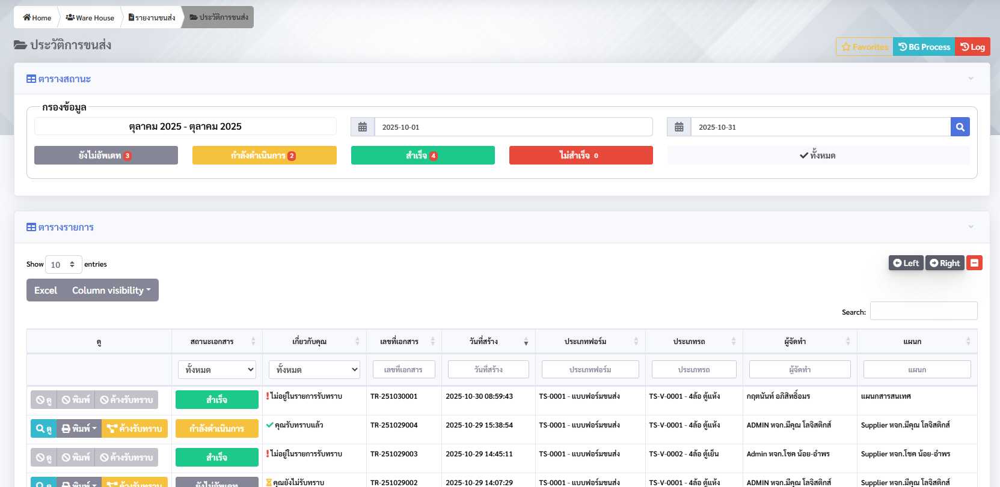 Home Ware House รายงานขนส่ง ประวัติการขนส่ง
ประวัติการขนส่ง
Favorites BG Process Log
ตารางสถานะ
กรองข้อมูล
ตุลาคม 2025 - ตุลาคม 2025 2025-10-01 2025-10-31
ยังไม่อัพเดท 3 กำลังดำเนินการ 2 สำเร็จ 4 ไม่สำเร็จ 0 ทั้งหมด
ตารางรายการ
Show 10 entries
Left Right
Excel Column visibility
Search:
ดู สถานะเอกสาร เกี่ยวกับคุณ เลขที่เอกสาร วันที่สร้าง ประเภทฟอร์ม ประเภทรถ ผู้จัดทำ แผนก
ทั้งหมด ทั้งหมด เลขที่เอกสาร วันที่สร้าง ประเภทฟอร์ม ประเภทรถ ผู้จัดทำ แผนก
ดู พิมพ์ ค้างรับทราบ สำเร็จ ไม่อยู่ในรายการรับทราบ TR-251030001 2025-10-30 08:59:43 TS-0001 - แบบฟอร์มขนส่ง TS-V-0001 - 4ล้อ ตู้แห้ง กฤตนันท์ อภิสิทธิ์อมร แผนกสารสนเทศ
ดู พิมพ์ ค้างรับทราบ กำลังดำเนินการ คุณรับทราบแล้ว TR-251029004 2025-10-29 15:38:54 TS-0001 - แบบฟอร์มขนส่ง TS-V-0001 - 4ล้อ ตู้แห้ง ADMIN หจก.มีคุณ โลจิสติกส์ Supplier หจก.มีคุณ โลจิสติกส์
ดู พิมพ์ ค้างรับทราบ สำเร็จ ไม่อยู่ในรายการรับทราบ TR-251029003 2025-10-29 14:45:11 TS-0001 - แบบฟอร์มขนส่ง TS-V-0002 - 4ล้อ ตู้เย็น Admin หจก.โชค น้อย-อำพร Supplier หจก.โชค น้อย-อำพร
ดู พิมพ์ ค้างรับทราบ ยังไม่อัพเดท คุณยังไม่รับทราบ TR-251029002 2025-10-29 14:07:29 TS-0001 - แบบฟอร์มขนส่ง TS-V-0001 - 4ล้อ ตู้แห้ง ADMIN หจก.มีคุณ โลจิสติกส์ Supplier หจก.มีคุณ โลจิสติกส์